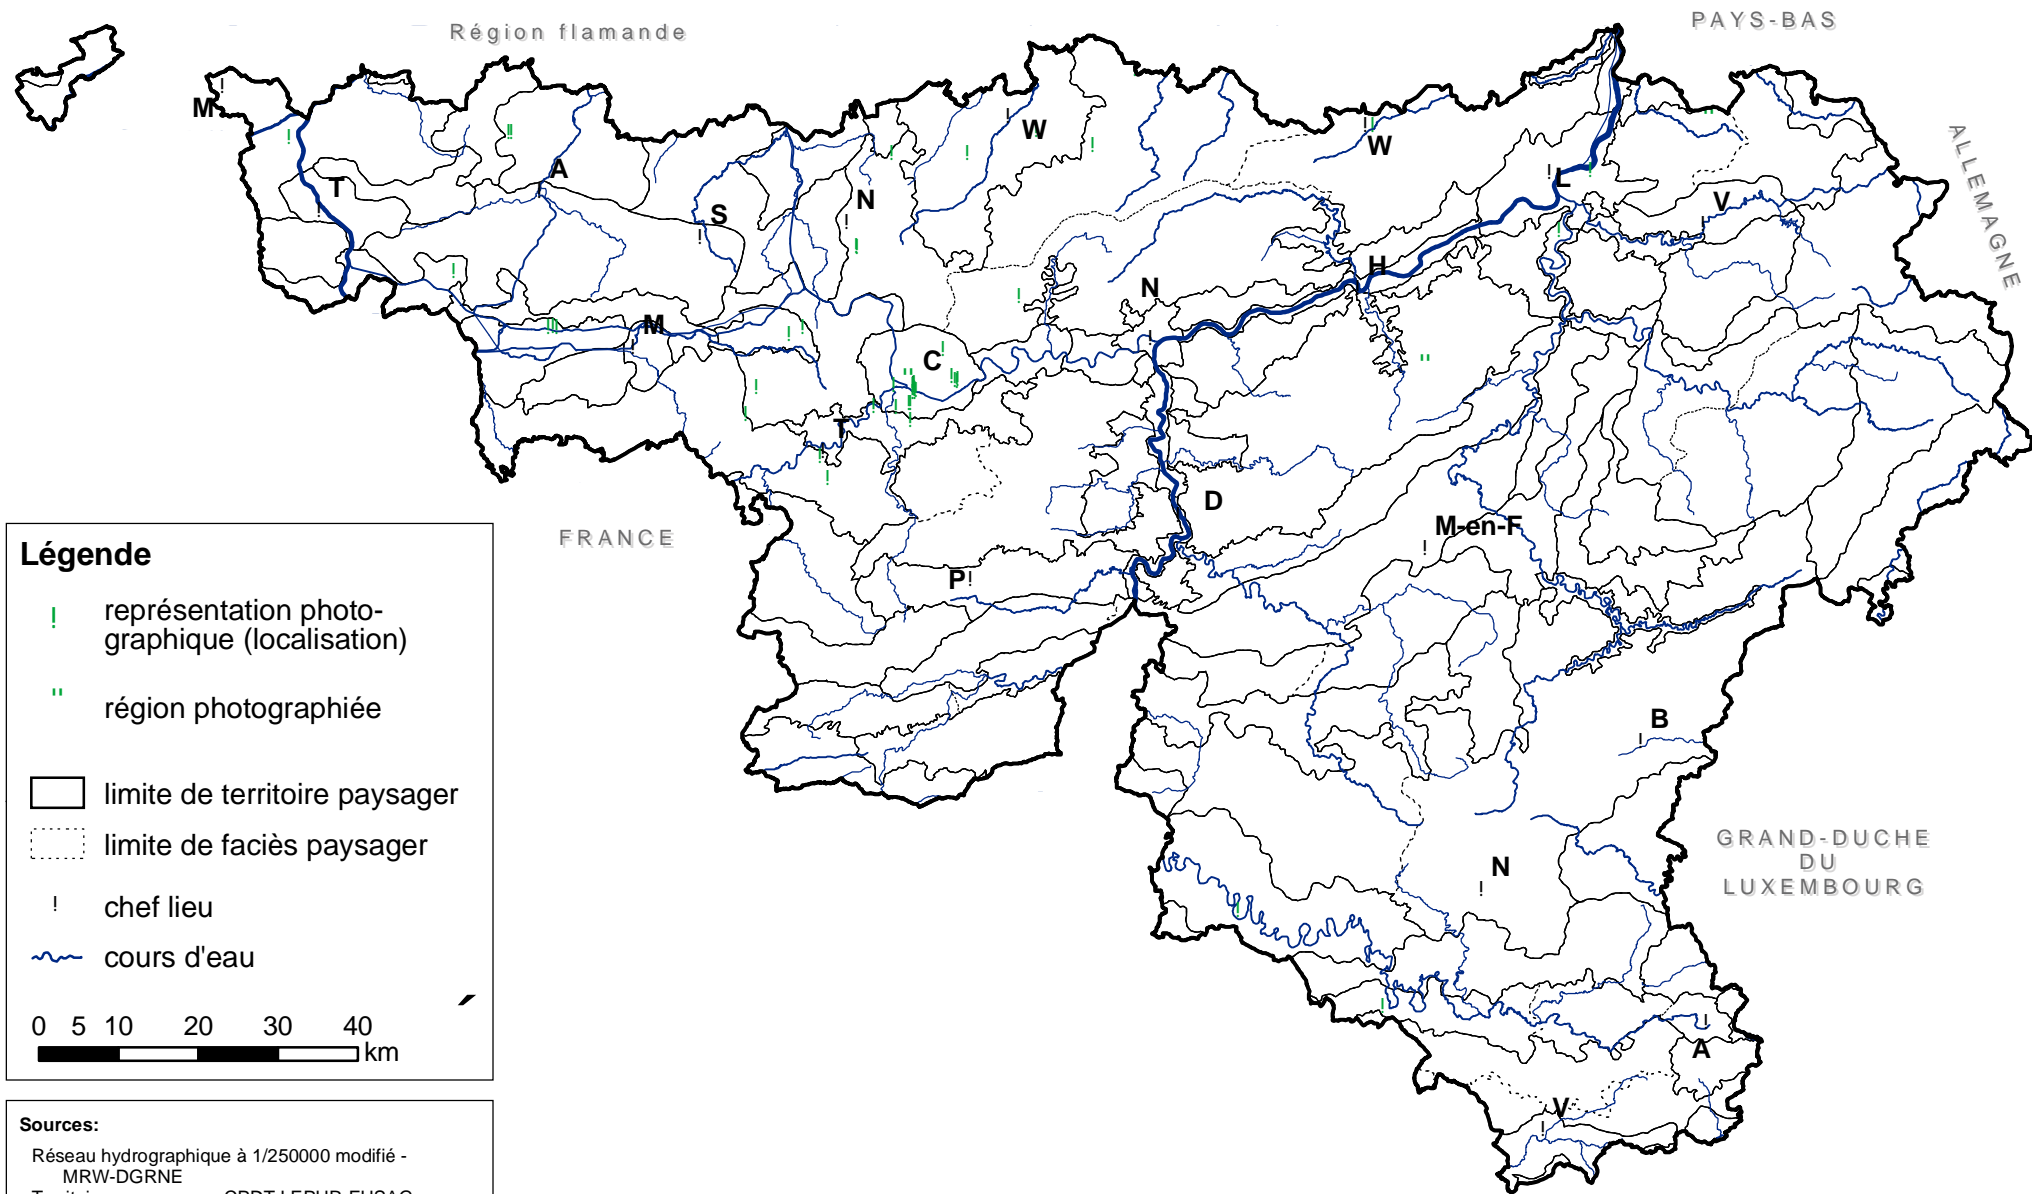 Région flamande
PAYS-BAS
ALLEMAGNE
M
T
A
S
N
W
W
L
V
H
N
M
C
T
D
M-en-F
P
B
N
A
V
FRANCE
GRAND-DUCHE
DU
LUXEMBOURG
Légende
représentation photo-
graphique (localisation)
région photographiée
limite de territoire paysager
limite de faciès paysager
chef lieu
cours d'eau
0 5 10 20 30 40
km
Sources:
Réseau hydrographique à 1/250000 modifié -
MRW-DGRNE